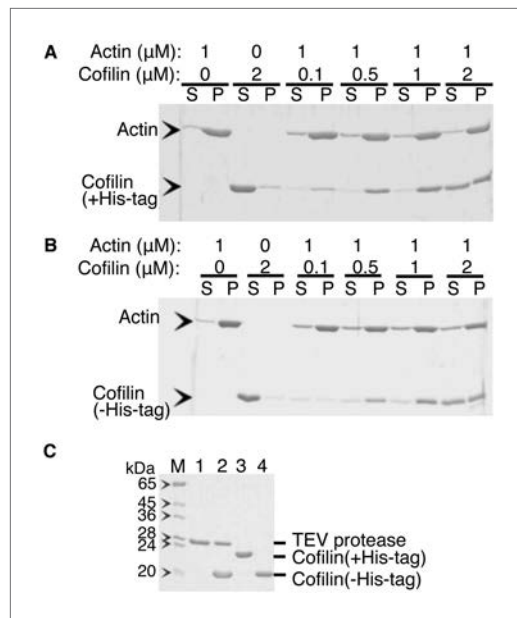 A Actin (μM): 1 0 1 1 1 1
Cofilin (μM): 0 2 0.1 0.5 1 2
S P S P S P S P S P S P
Actin
Cofilin
(+His-tag
B Actin (μM): 1 0 1 1 1 1
Cofilin (μM): 0 2 0.1 0.5 1 2
S P S P S P S P S P S P
Actin
Cofilin
(-His-tag)
C
kDa M 1 2 3 4
65
45
36
28
24
20
TEV protease
Cofilin(+His-tag)
Cofilin(-His-tag)